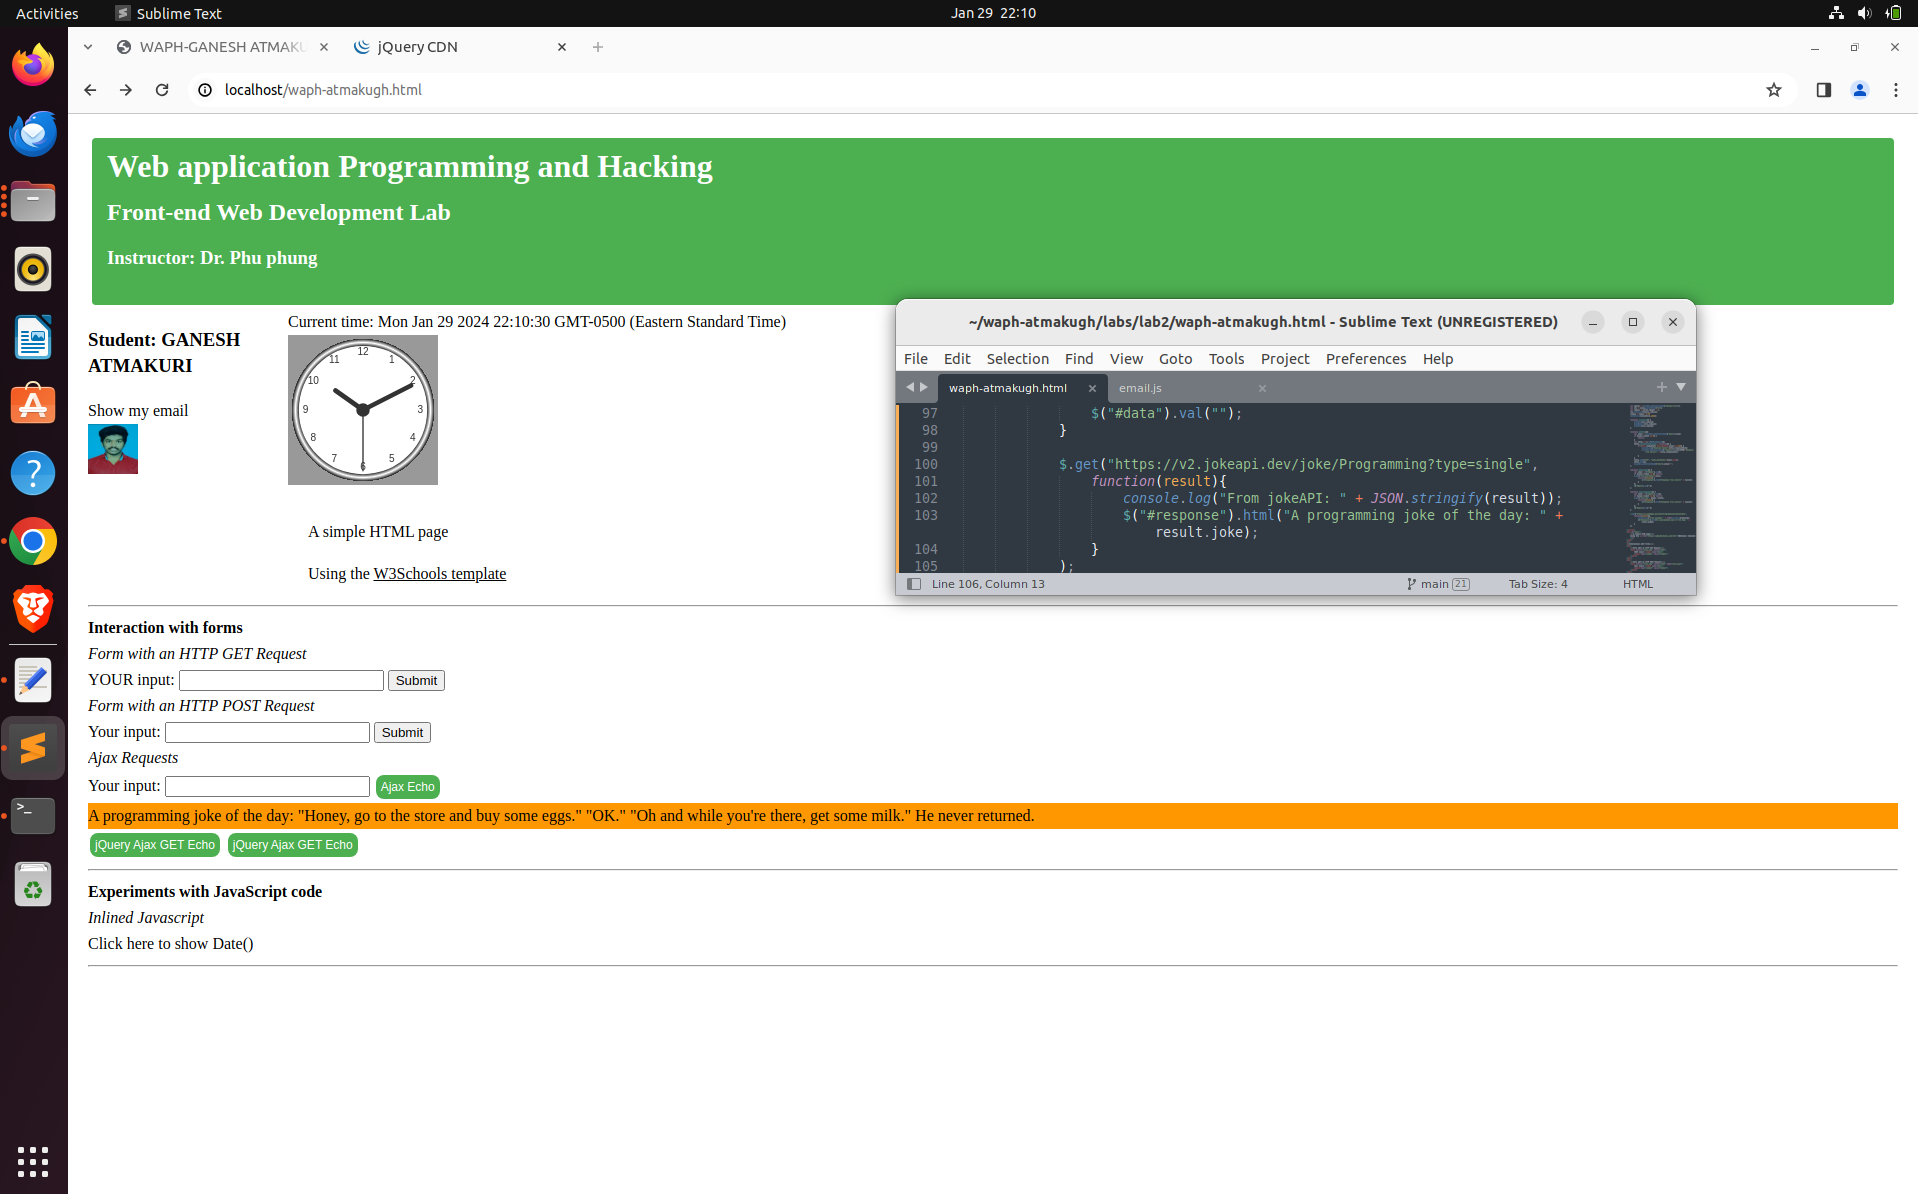 Activities
Sublime Text
Jan 29 22:10
WAPH-GANESH ATMAKU
jQuery CDN
localhost/waph-atmakugh.html
Web application Programming and Hacking
Front-end Web Development Lab
Instructor: Dr. Phu phung
Student: GANESH
ATMAKURI
Show my email
Current time: Mon Jan 29 2024 22:10:30 GMT-0500 (Eastern Standard Time)
12
1
2
3
4
5
6
7
8
9
10
11
A simple HTML page
Using the W3Schools template
~/waph-atmakugh/labs/lab2/waph-atmakugh.html - Sublime Text (UNREGISTERED)
File Edit Selection Find View Goto Tools Project Preferences Help
waph-atmakugh.html
email.js
97 $("#data").val("");
98 }
99
100 $.get("https://v2.jokeapi.dev/joke/Programming?type=single",
101 function(result){
102 console.log("From jokeAPI: " + JSON.stringify(result));
103 $("#response").html("A programming joke of the day: " +
result.joke);
104 }
105 );
Line 106, Column 13
main 21
Tab Size: 4
HTML
Interaction with forms
Form with an HTTP GET Request
YOUR input: Submit
Form with an HTTP POST Request
Your input: Submit
Ajax Requests
Your input: Ajax Echo
A programming joke of the day: "Honey, go to the store and buy some eggs." "OK." "Oh and while you're there, get some milk." He never returned.
jQuery Ajax GET Echo jQuery Ajax GET Echo
Experiments with JavaScript code
Inlined Javascript
Click here to show Date()